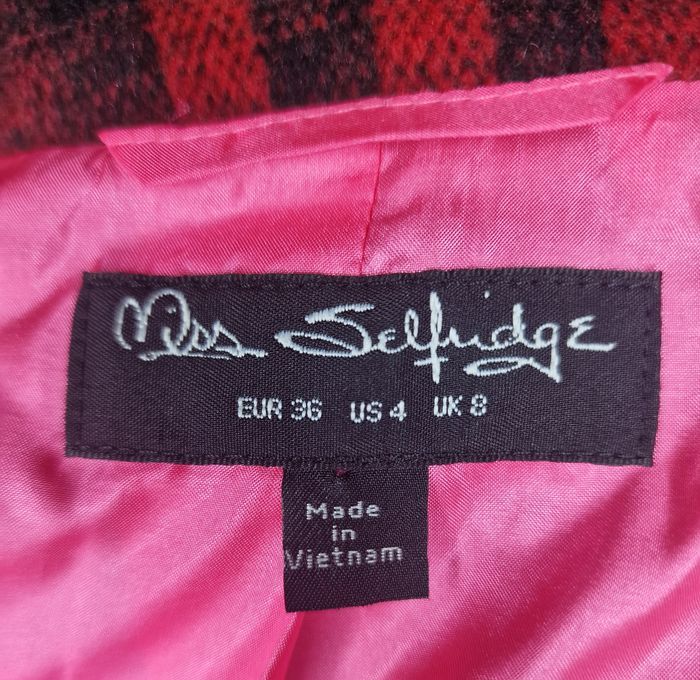 Miss Selfridge
EUR 36 US 4 UK 8
Made
in
Vietnam